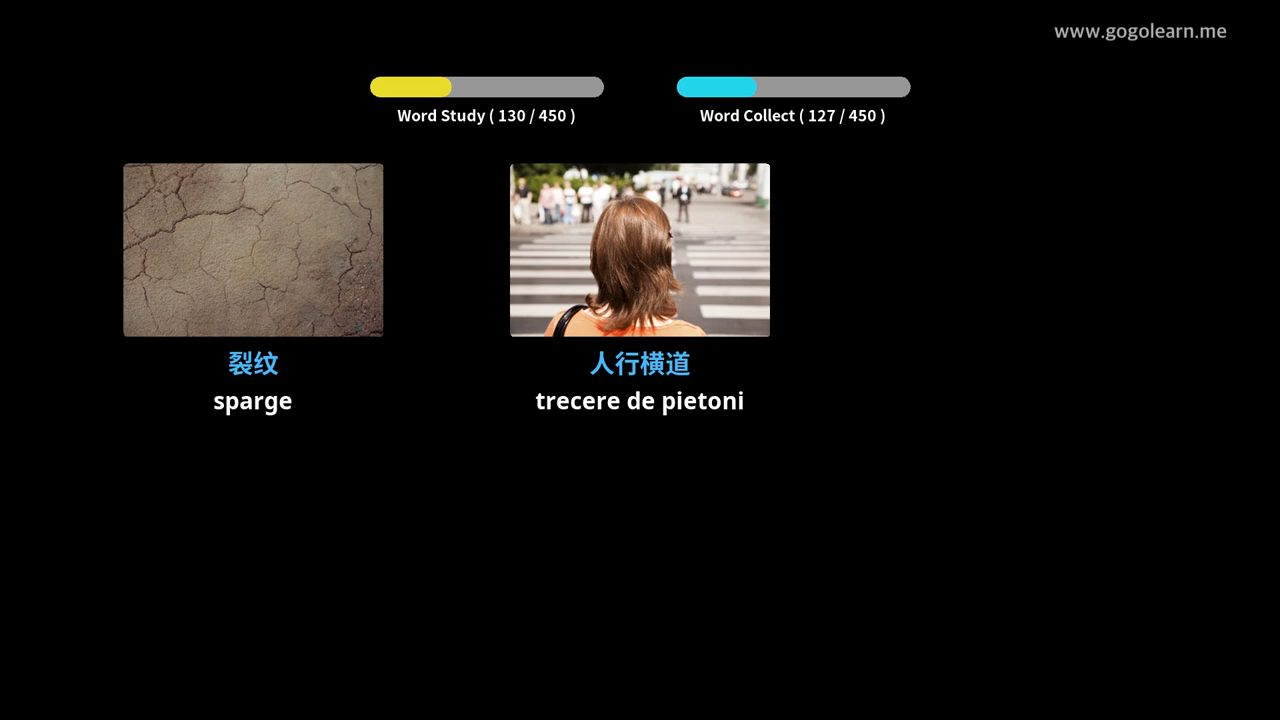 www.gogolearn.me
Word Study ( 130 / 450 )
Word Collect ( 127 / 450 )
裂纹
sparge
人行横道
trecere de pietoni